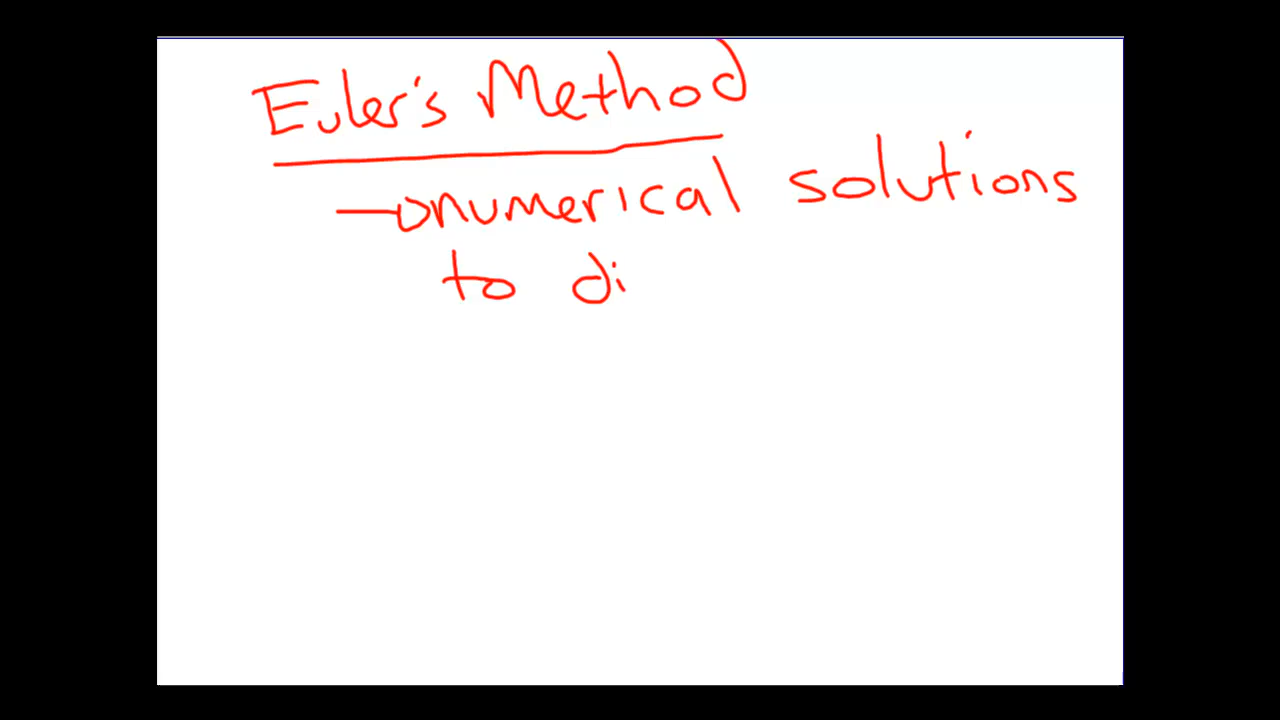 Euler's Method
→ numerical solutions
to di